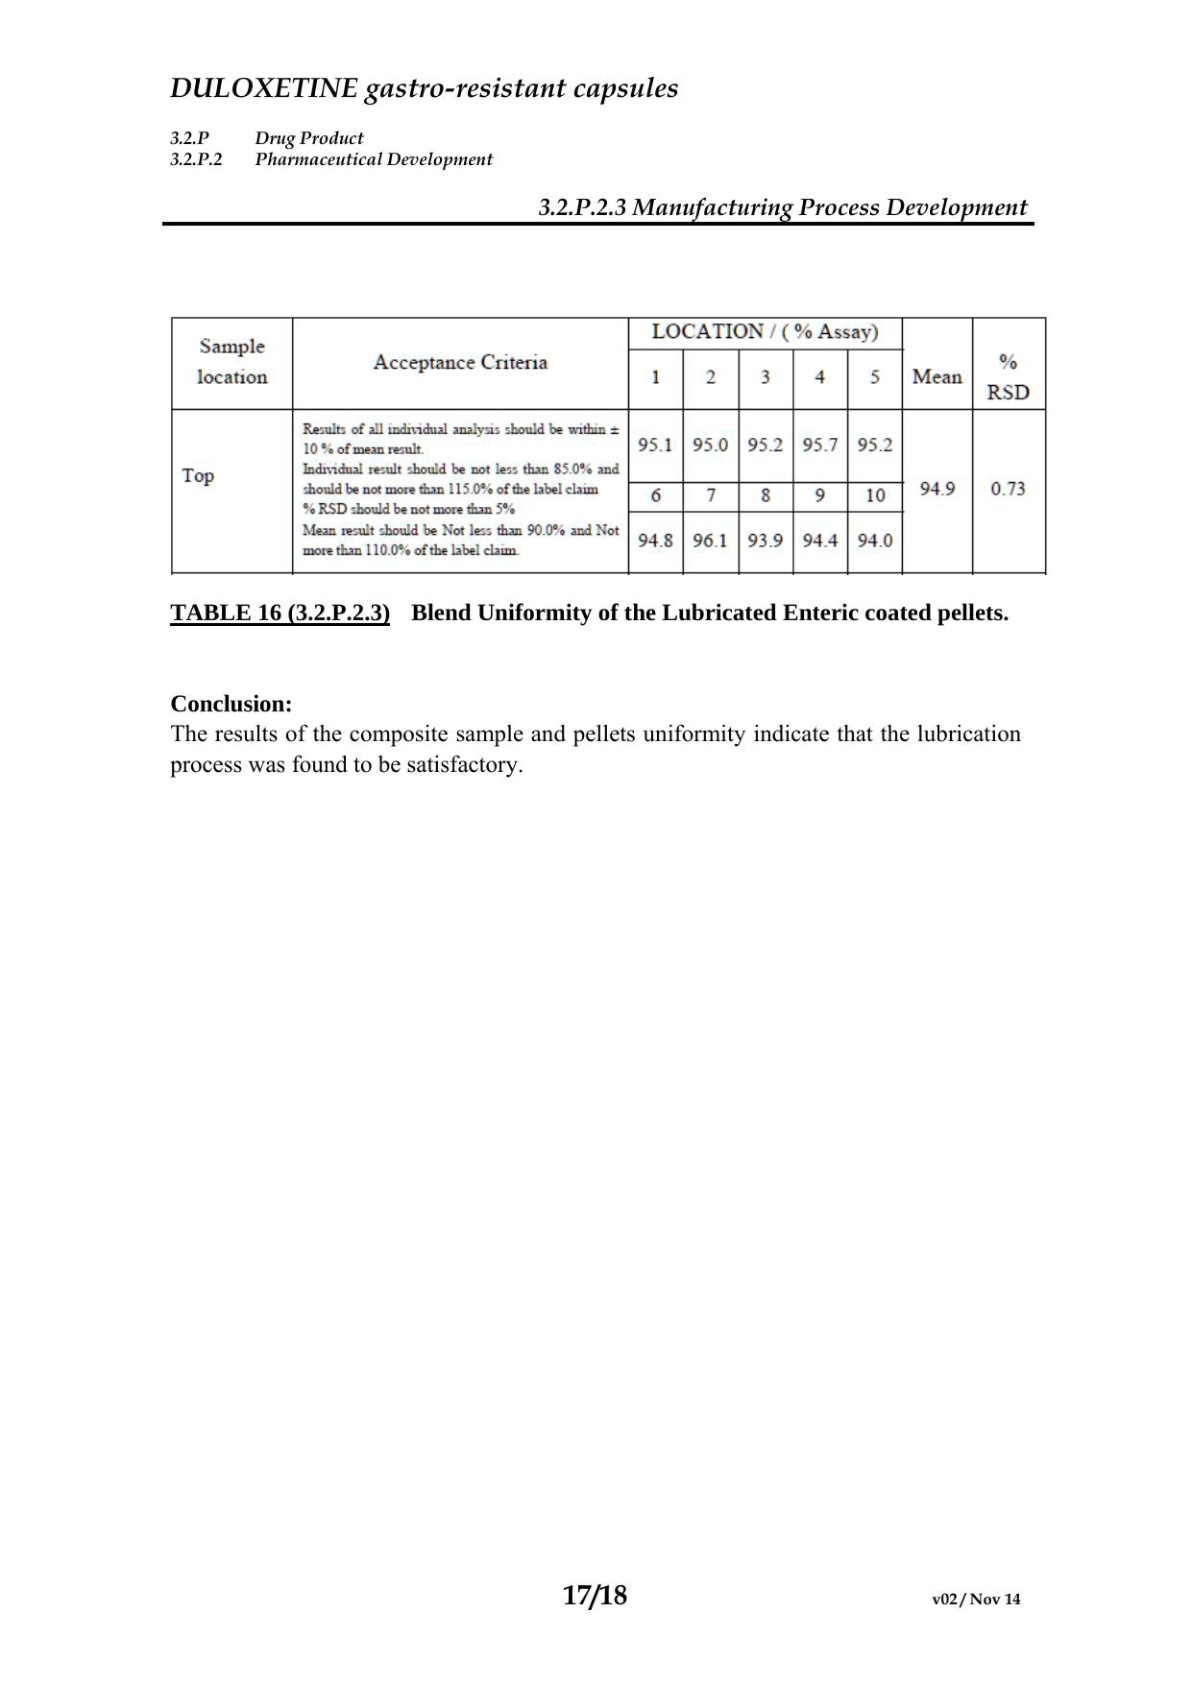 DULOXETINE gastro-resistant capsules
3.2.P Drug Product
3.2.P.2 Pharmaceutical Development
3.2.P.2.3 Manufacturing Process Development
Sample location Acceptance Criteria LOCATION / ( % Assay) Mean % RSD
1 2 3 4 5
Top
Results of all individual analysis should be within ±
10 % of mean result.
Individual result should be not less than 85.0% and
should be not more than 115.0% of the label claim
% RSD should be not more than 5%
Mean result should be Not less than 90.0% and Not
more than 110.0% of the label claim.
95.1 95.0 95.2 95.7 95.2
6 7 8 9 10
94.8 96.1 93.9 94.4 94.0
94.9 0.73
TABLE 16 (3.2.P.2.3) Blend Uniformity of the Lubricated Enteric coated pellets.
Conclusion:
The results of the composite sample and pellets uniformity indicate that the lubrication
process was found to be satisfactory.
17/18
v02 / Nov 14